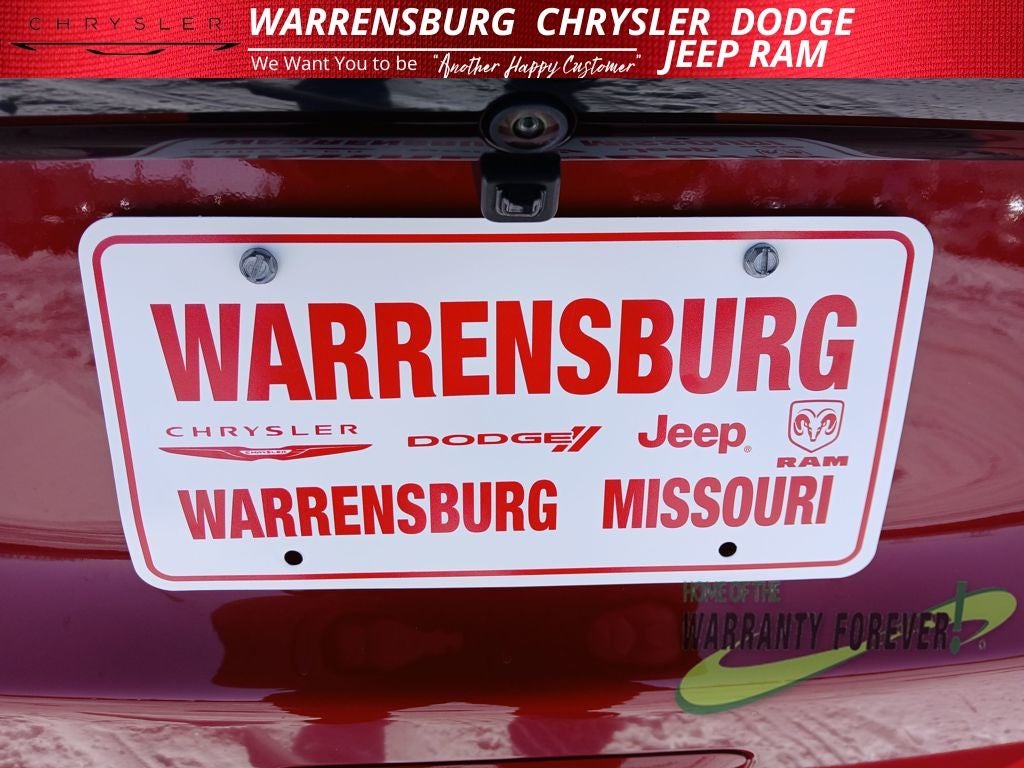 CHRYSLER
WARRENSBURG CHRYSLER DODGE
JEEP RAM
We Want You to be "Another Happy Customer"
WARRENSBURG
CHRYSLER
CHRYSLER
DODGE
Jeep®
RAM
WARRENSBURG MISSOURI
HOME OF THE
WARRANTY FOREVER!